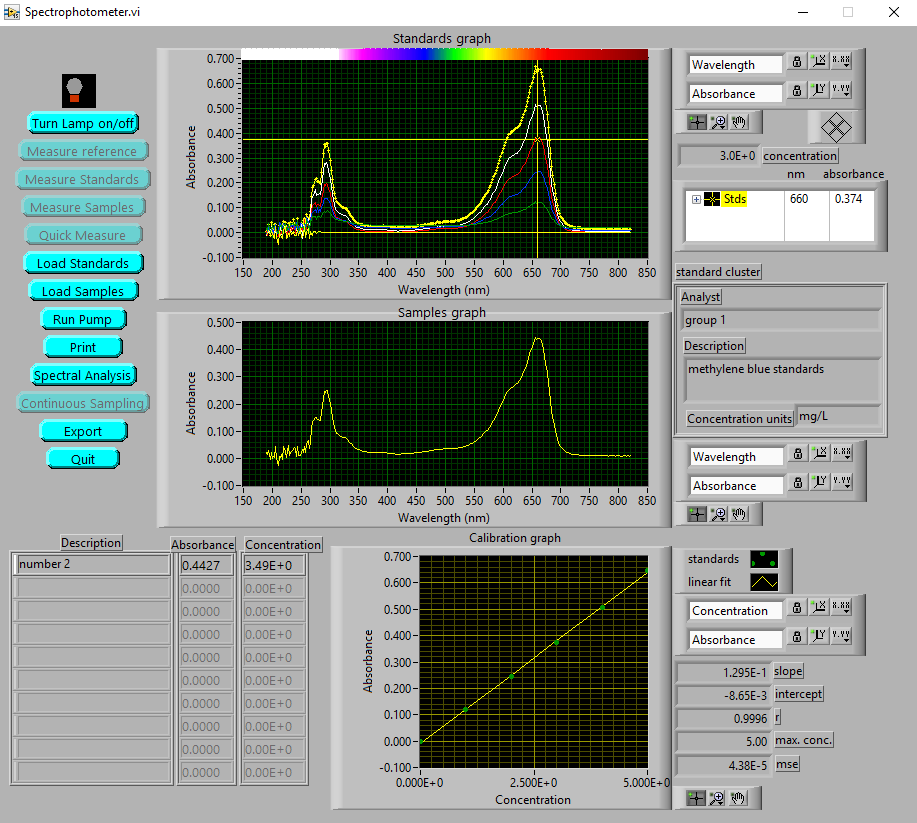 Spectrophotometer.vi
Turn Lamp on/off
Measure reference
Measure Standards
Measure Samples
Quick Measure
Load Standards
Load Samples
Run Pump
Print
Spectral Analysis
Continuous Sampling
Export
Quit
Standards graph
Absorbance
0.700
0.600
0.500
0.400
0.300
0.200
0.100
0.000
-0.100
150 200 250 300 350 400 450 500 550 600 650 700 750 800 850
Wavelength (nm)
Wavelength
Absorbance
3.0E+0 concentration
nm absorbance
Stds 660 0.374
standard cluster
Analyst
group 1
Description
methylene blue standards
Concentration units mg/L
Samples graph
Absorbance
0.500
0.400
0.300
0.200
0.100
0.000
-0.100
150 200 250 300 350 400 450 500 550 600 650 700 750 800 850
Wavelength (nm)
Wavelength
Absorbance
Description Absorbance Concentration
number 2 0.4427 3.49E+0
0.0000 0.00E+0
0.0000 0.00E+0
0.0000 0.00E+0
0.0000 0.00E+0
0.0000 0.00E+0
0.0000 0.00E+0
0.0000 0.00E+0
0.0000 0.00E+0
0.0000 0.00E+0
Calibration graph
Absorbance
0.700
0.600
0.500
0.400
0.300
0.200
0.100
0.000
-0.100
0.000E+0 2.500E+0 5.000E+0
Concentration
standards
linear fit
Concentration
Absorbance
1.295E-1 slope
-8.65E-3 intercept
0.9996 r
5.00 max. conc.
4.38E-5 mse